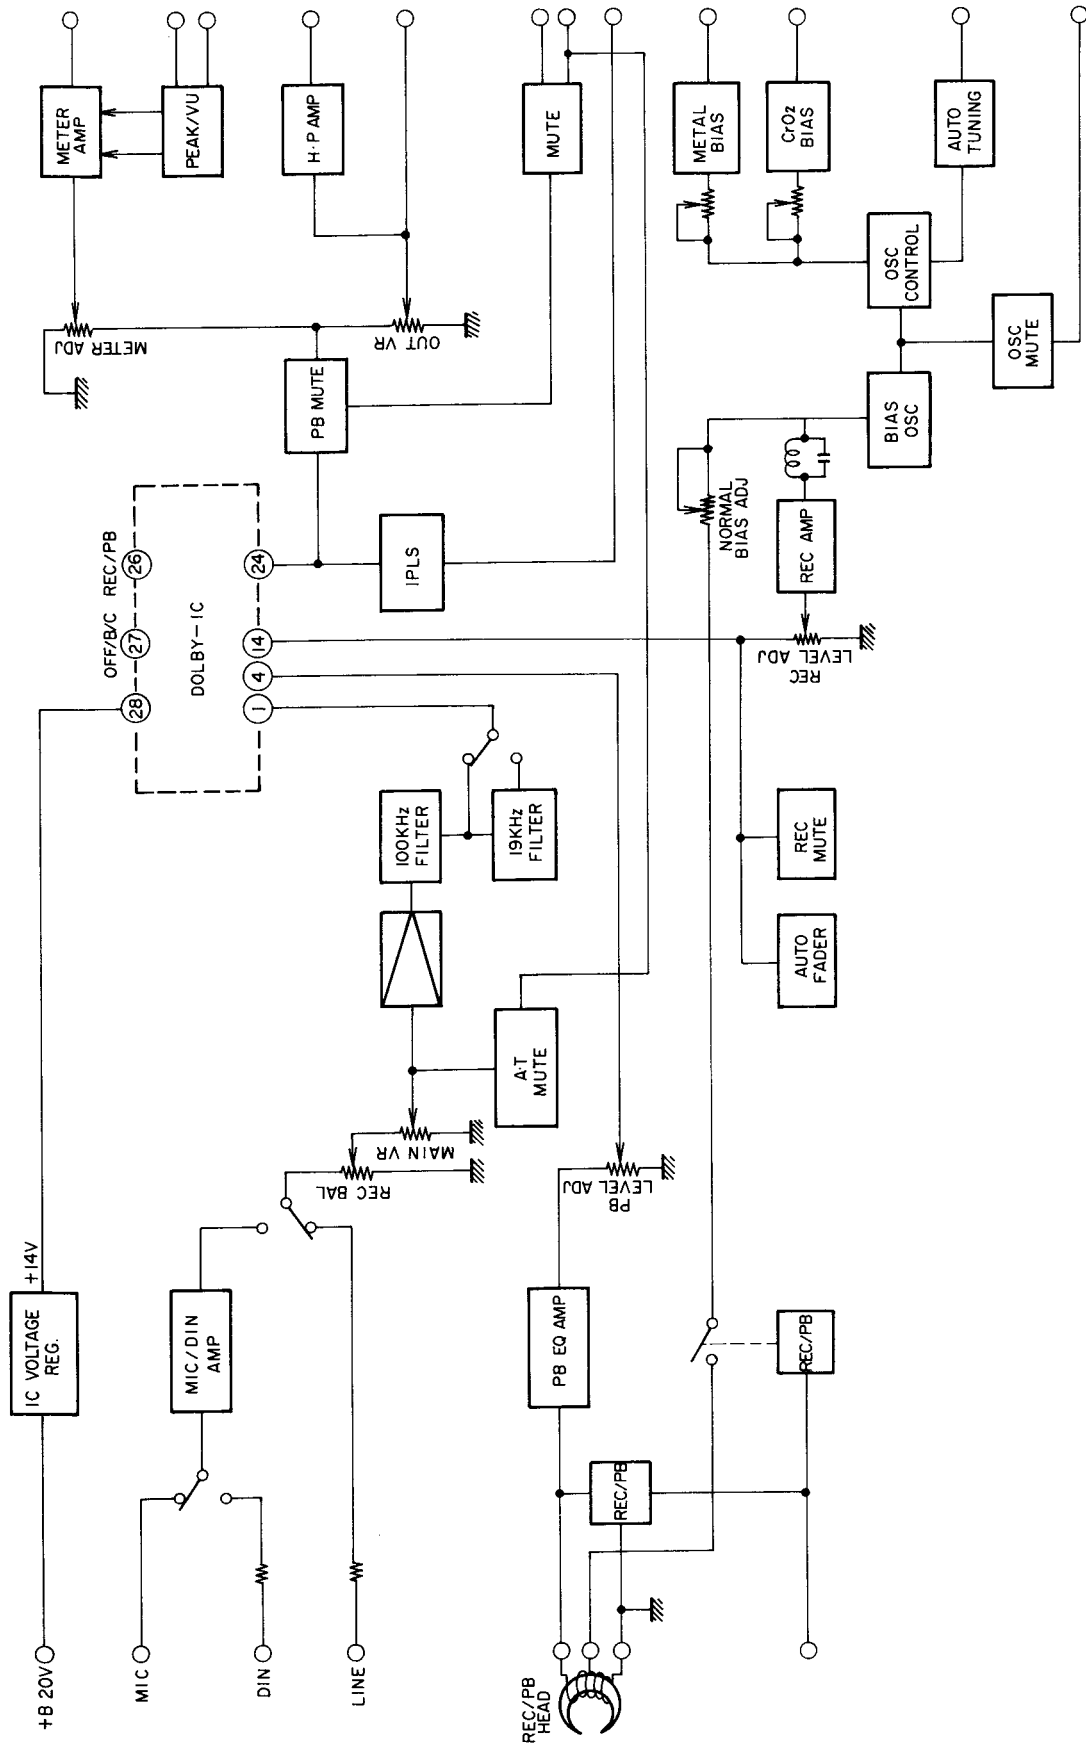 +B 20V
IC VOLTAGE
REG.
+14V
MIC
DIN
LINE
MIC/DIN
AMP
REC BAL
MAIN VR
100KHz
FILTER
19KHz
FILTER
A·T
MUTE
OFF/B/C
REC/PB
28
27
26
DOLBY-IC
1
4
14
24
IPLS
PB MUTE
METER ADJ
OUT VR
METER
AMP
PEAK/VU
H·P AMP
MUTE
REC/PB
HEAD
REC/PB
PB EQ AMP
PB
LEVEL ADJ
REC/PB
AUTO
FADER
REC
MUTE
REC
LEVEL ADJ
REC AMP
NORMAL
BIAS ADJ
BIAS
OSC
OSC
CONTROL
OSC
MUTE
METAL
BIAS
CrO2
BIAS
AUTO
TUNING